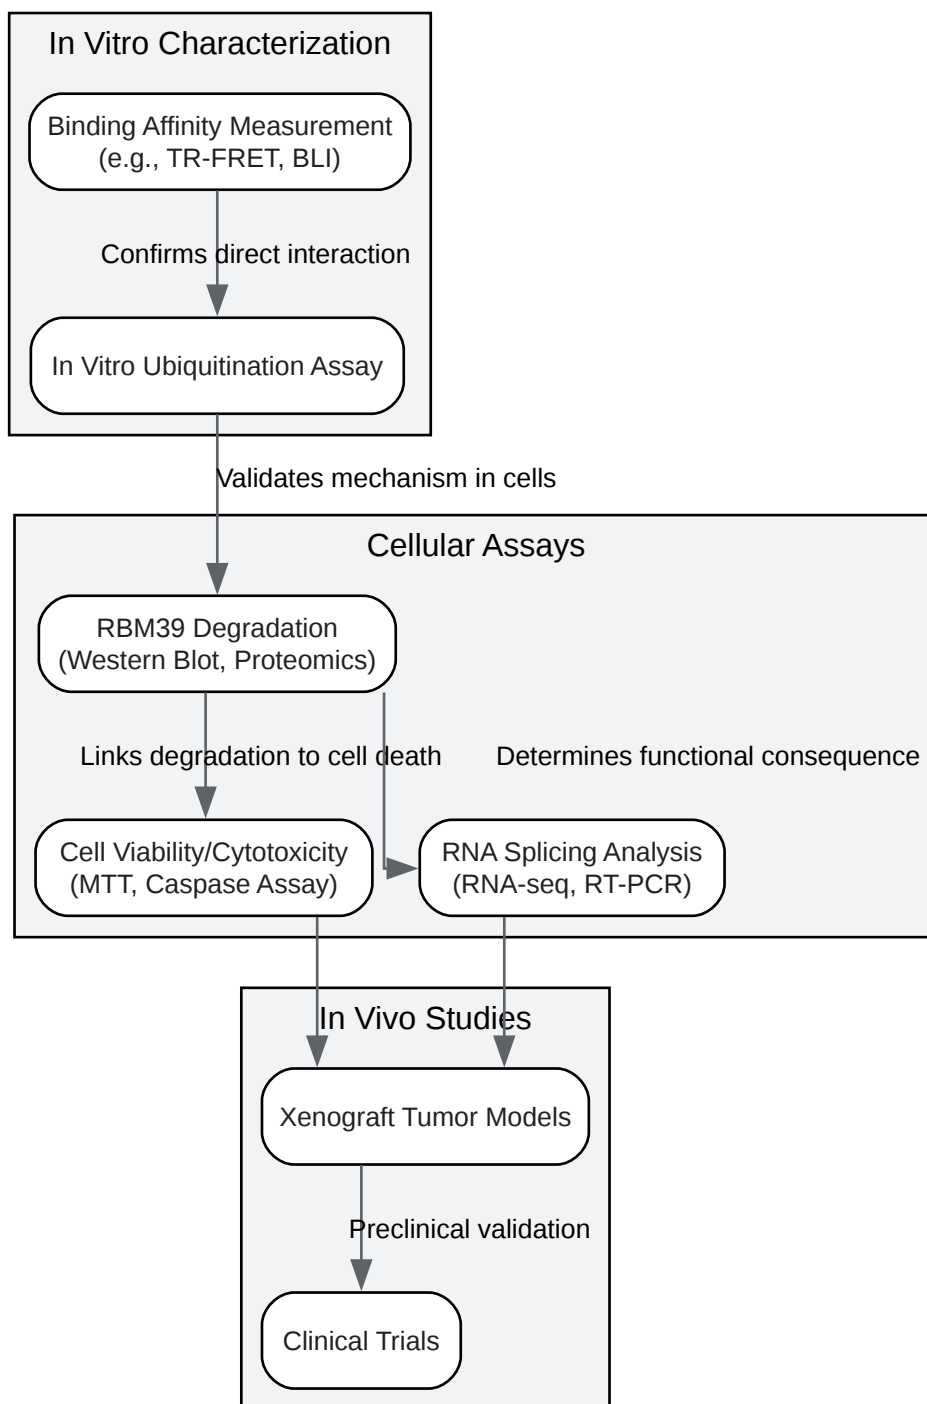 In Vitro Characterization
Binding Affinity Measurement
(e.g., TR-FRET, BLI)
Confirms direct interaction
In Vitro Ubiquitination Assay
Validates mechanism in cells
Cellular Assays
RBM39 Degradation
(Western Blot, Proteomics)
Links degradation to cell death
Determines functional consequence
Cell Viability/Cytotoxicity
(MTT, Caspase Assay)
RNA Splicing Analysis
(RNA-seq, RT-PCR)
In Vivo Studies
Xenograft Tumor Models
Preclinical validation
Clinical Trials